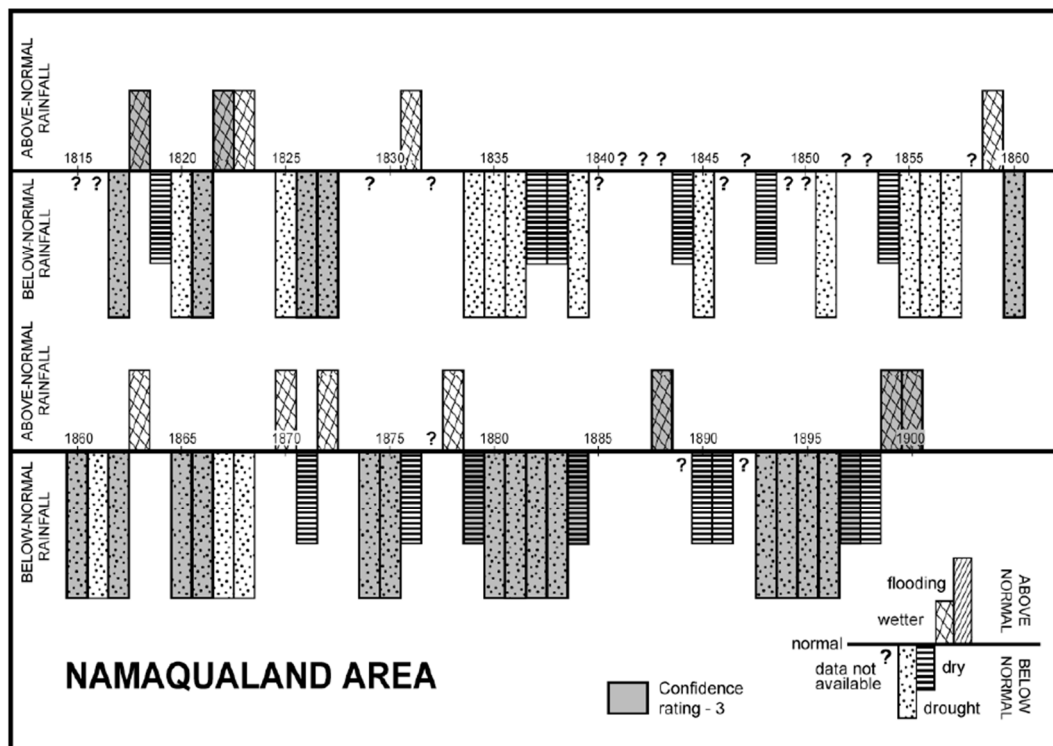 ABOVE-NORMAL
RAINFALL
1815 1820 1825 1830 1835 1840 1845 1850 1855 1860
? ? ? ? ? ? ? ? ? ? ? ? ? ? ?
BELOW-NORMAL
RAINFALL
ABOVE-NORMAL
RAINFALL
1860 1865 1870 1875 1880 1885 1890 1895 1900
? ? ?
BELOW-NORMAL
RAINFALL
flooding
wetter
ABOVE
NORMAL
normal
?
data not
available
dry
drought
BELOW
NORMAL
NAMAQUALAND AREA
Confidence
rating - 3